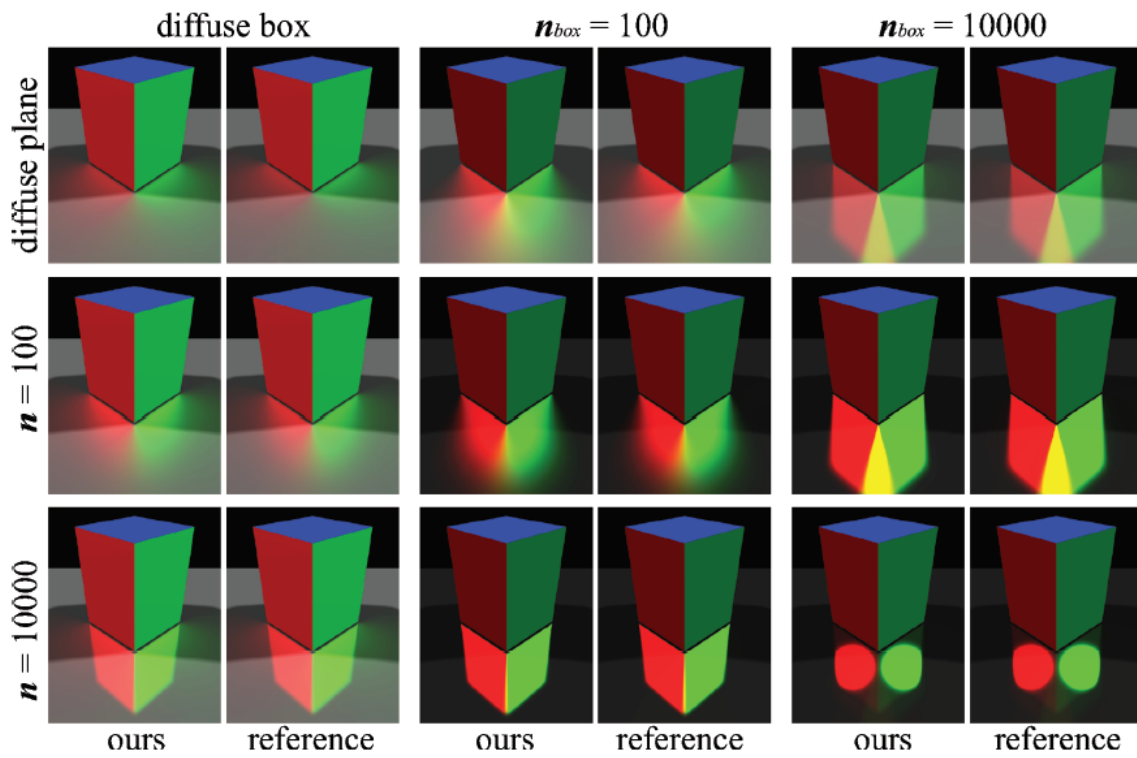 diffuse box
n_box = 100
n_box = 10000
diffuse plane
n = 100
n = 10000
ours
reference
ours
reference
ours
reference